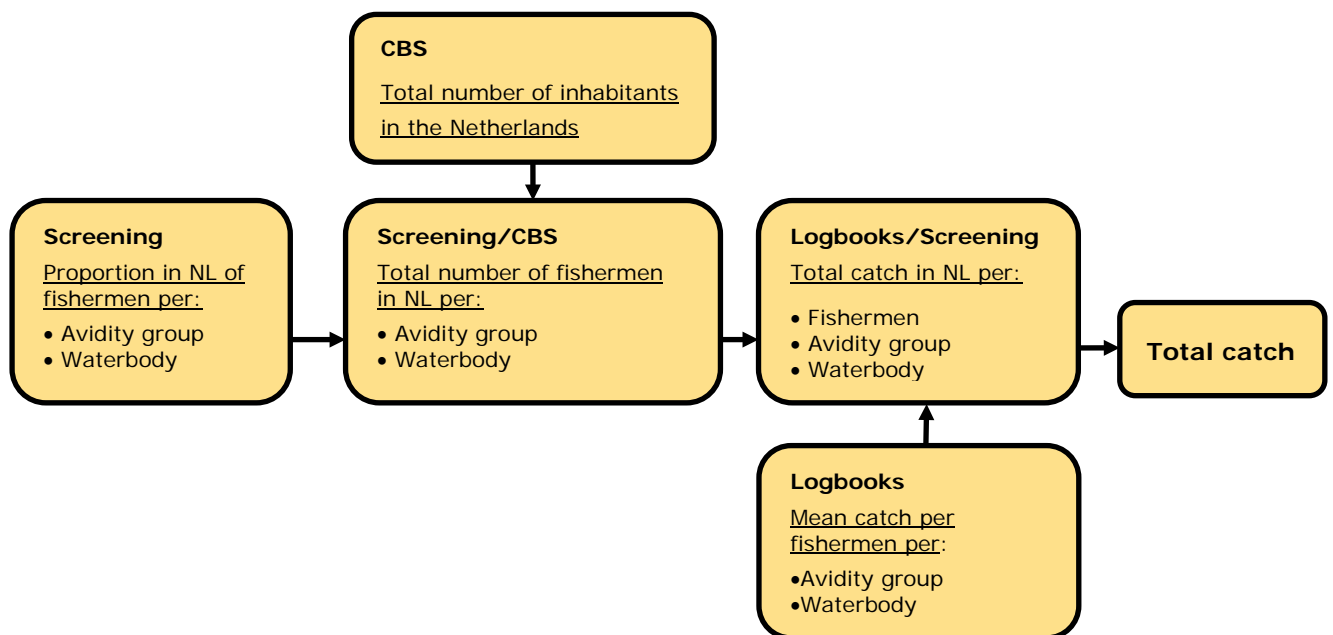 CBS
Total number of inhabitants
in the Netherlands
Screening
Proportion in NL of
fishermen per:
• Avidity group
• Waterbody
Screening/CBS
Total number of fishermen
in NL per:
• Avidity group
• Waterbody
Logbooks/Screening
Total catch in NL per:
• Fishermen
• Avidity group
• Waterbody
Total catch
Logbooks
Mean catch per
fishermen per:
•Avidity group
•Waterbody